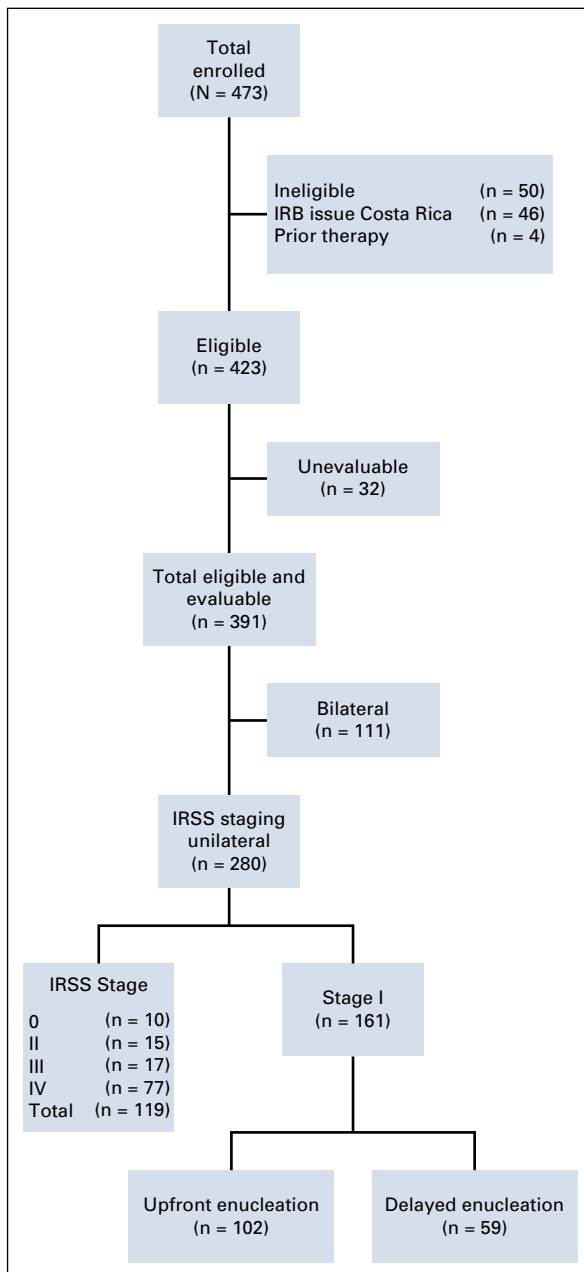 Total
enrolled
(N = 473)
Ineligible (n = 50)
IRB issue Costa Rica (n = 46)
Prior therapy (n = 4)
Eligible
(n = 423)
Unevaluable
(n = 32)
Total eligible and
evaluable
(n = 391)
Bilateral
(n = 111)
IRSS staging
unilateral
(n = 280)
IRSS Stage
0 (n = 10)
II (n = 15)
III (n = 17)
IV (n = 77)
Total (n = 119)
Stage I
(n = 161)
Upfront enucleation
(n = 102)
Delayed enucleation
(n = 59)